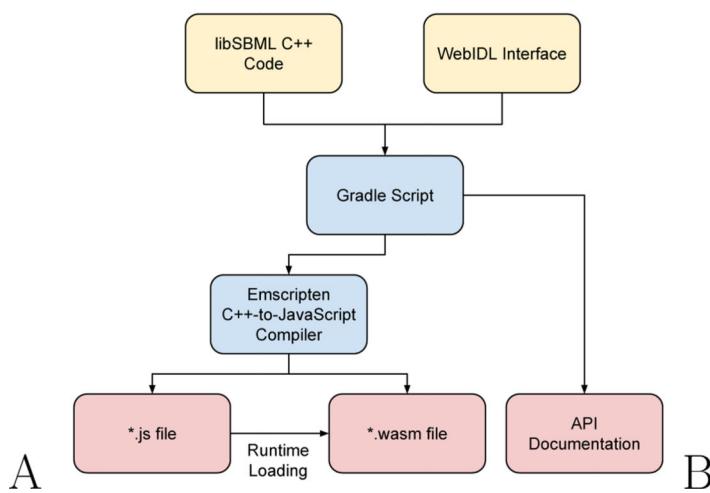 libSBML C++
Code
WebIDL Interface
Gradle Script
Emscripten
C++-to-JavaScript
Compiler
*.js file
Runtime
Loading
*.wasm file
API
Documentation
A
B